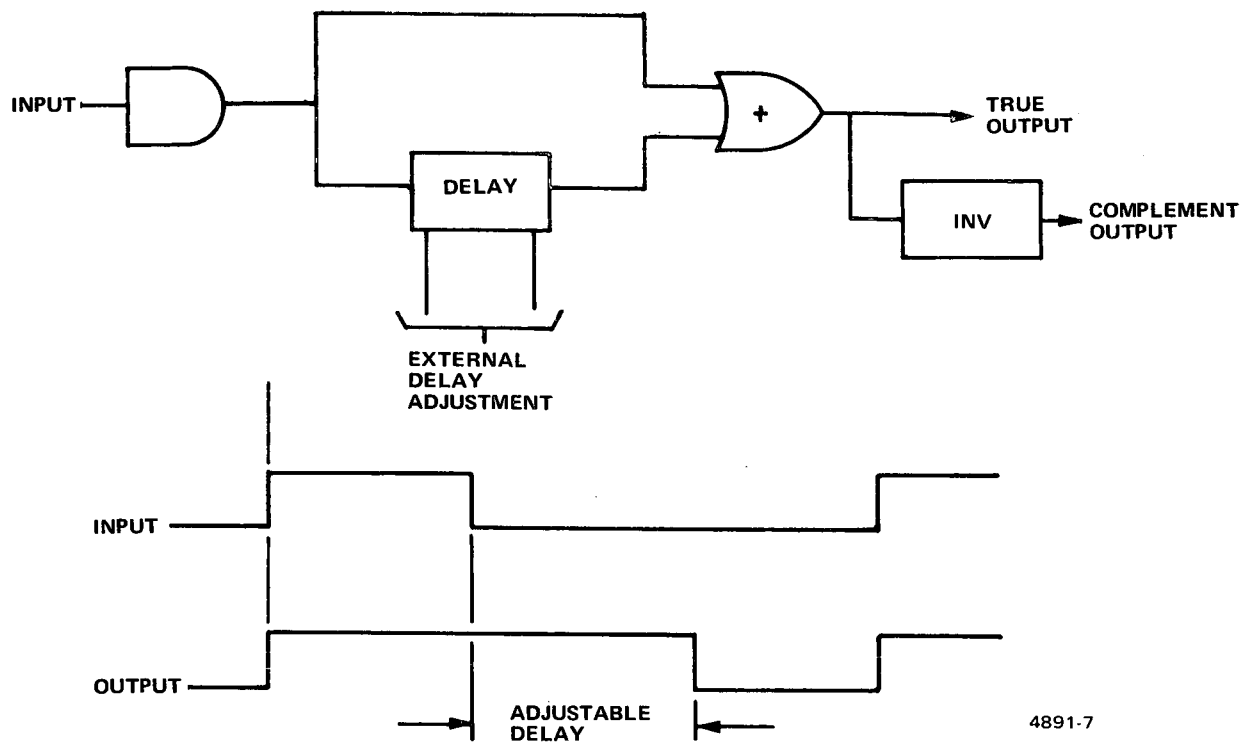 INPUT
DELAY
+
TRUE
OUTPUT
INV
COMPLEMENT
OUTPUT
EXTERNAL
DELAY
ADJUSTMENT
INPUT
OUTPUT
ADJUSTABLE
DELAY
4891-7